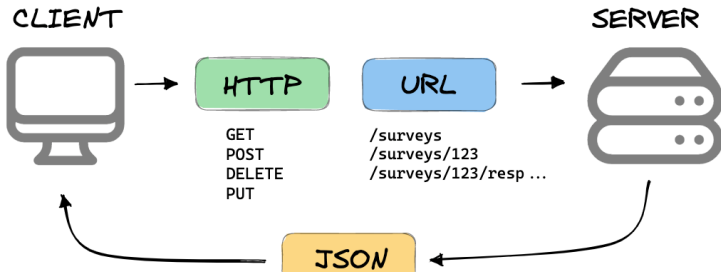 CLIENT
SERVER
HTTP
URL
GET
POST
DELETE
PUT
/surveys
/surveys/123
/surveys/123/resp ...
JSON